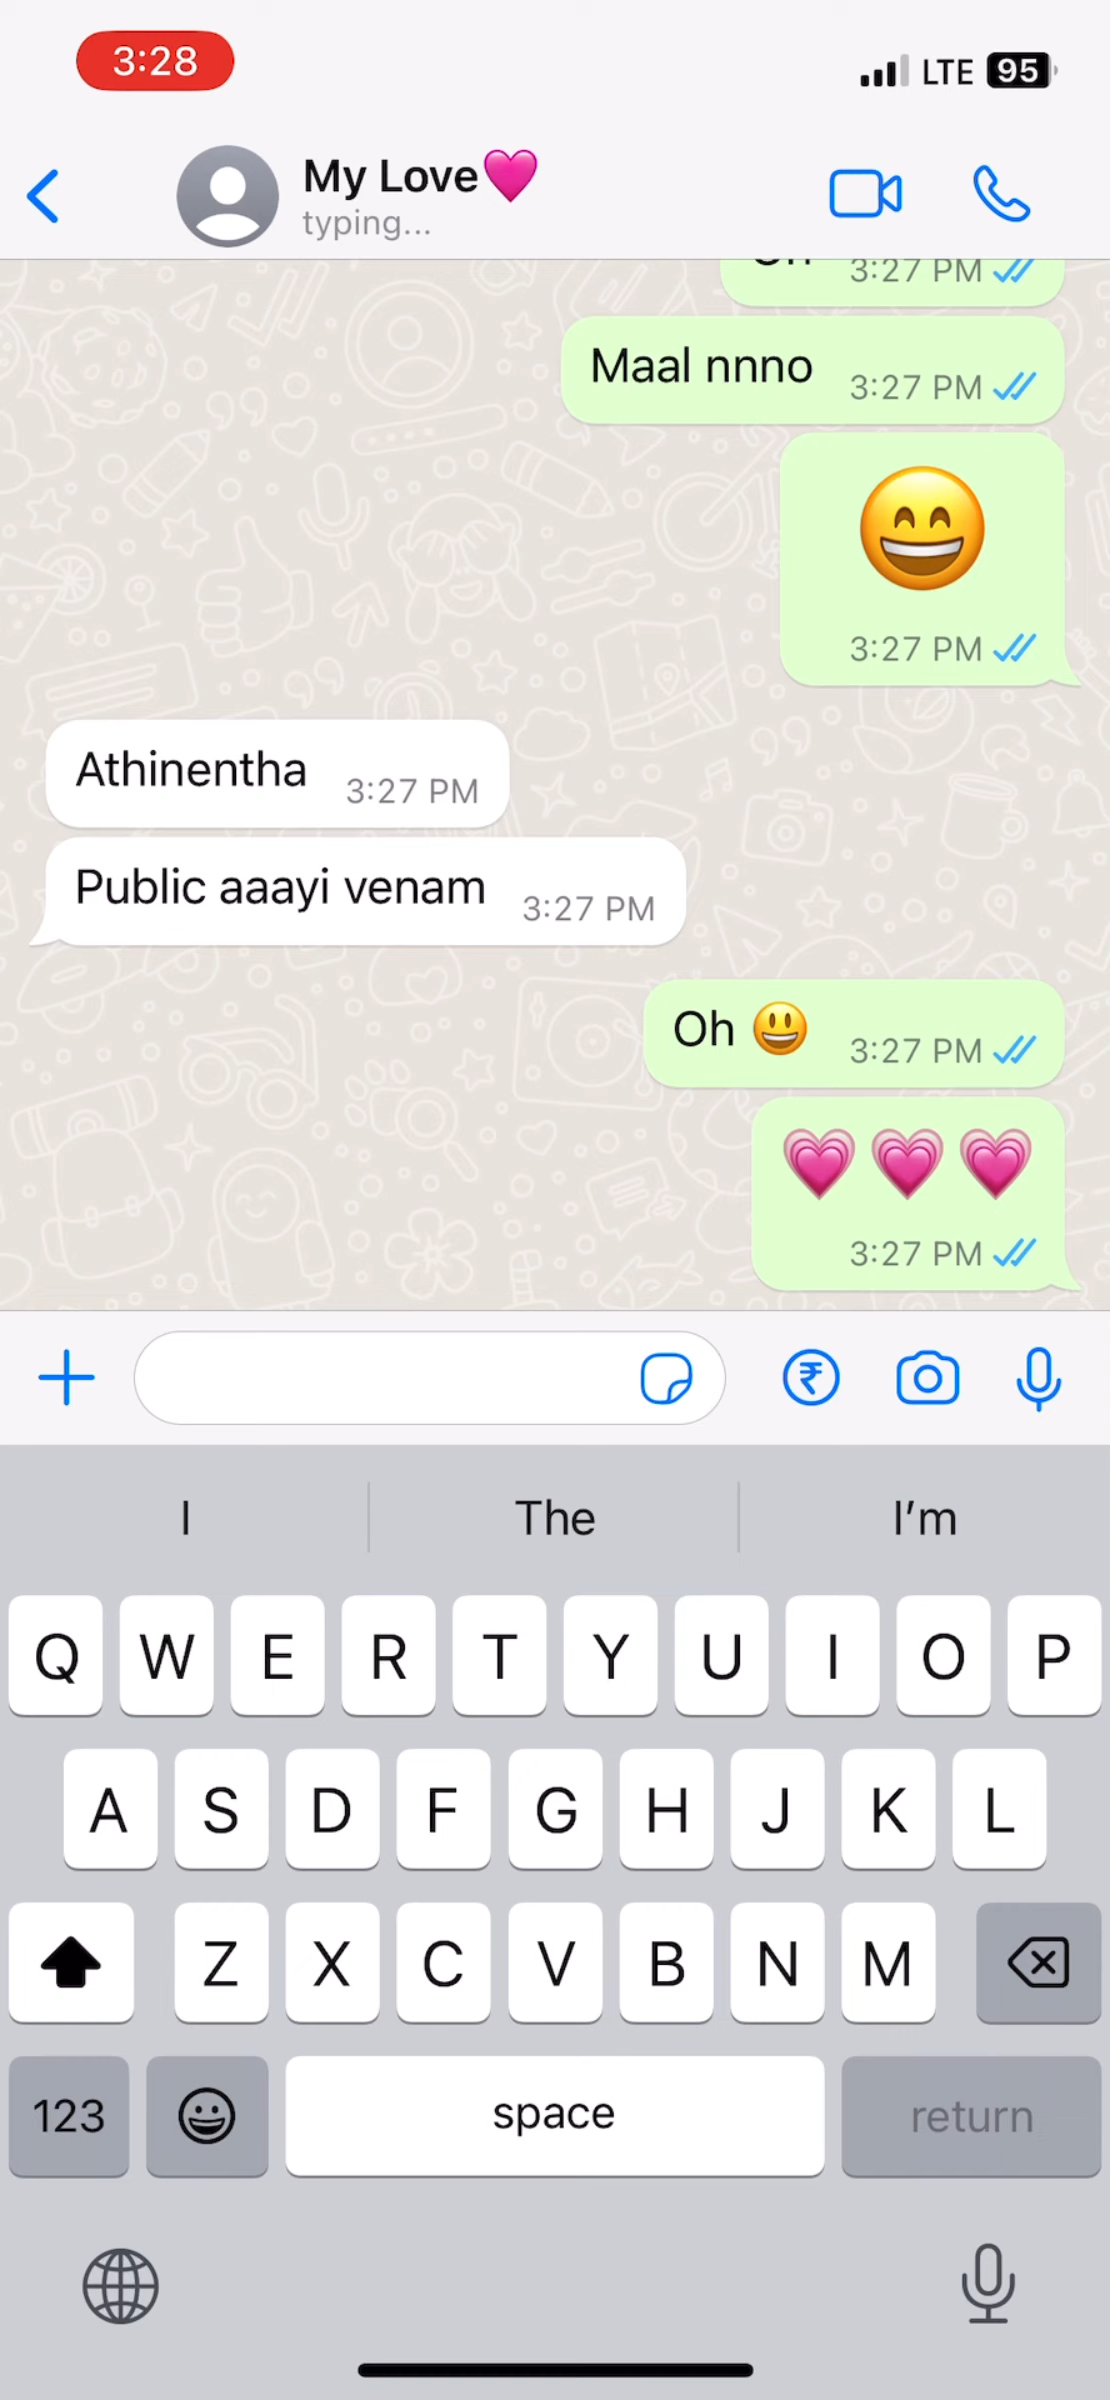 3:28
LTE 95
My Love
typing...
3:27 PM
Maal nnno 3:27 PM
3:27 PM
Athinentha 3:27 PM
Public aaayi venam 3:27 PM
Oh 3:27 PM
3:27 PM
I The I'm
Q W E R T Y U I O P
A S D F G H J K L
Z X C V B N M
123 space return